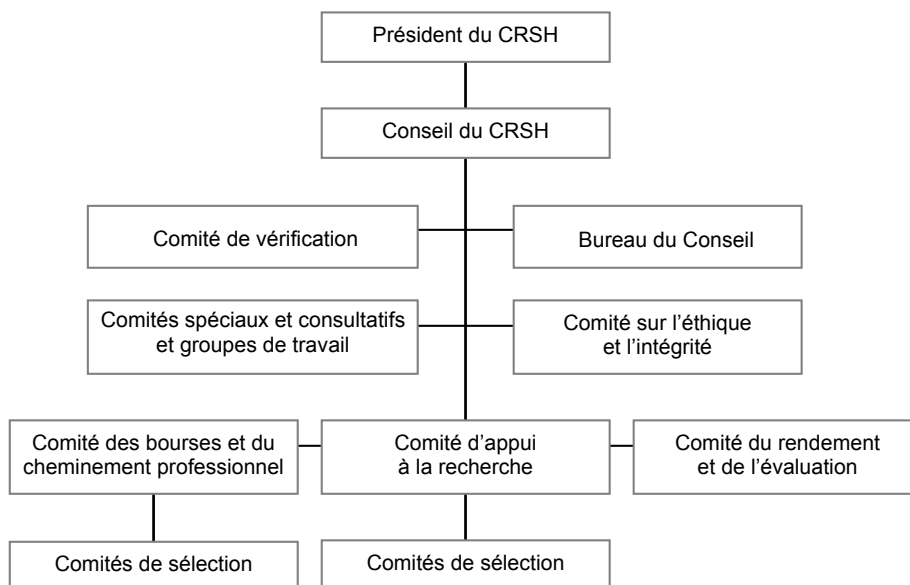 Président du CRSH
Conseil du CRSH
Comité de vérification
Bureau du Conseil
Comités spéciaux et consultatifs
et groupes de travail
Comité sur l’éthique
et l’intégrité
Comité des bourses et du
cheminement professionnel
Comité d’appui
à la recherche
Comité du rendement
et de l’évaluation
Comités de sélection
Comités de sélection